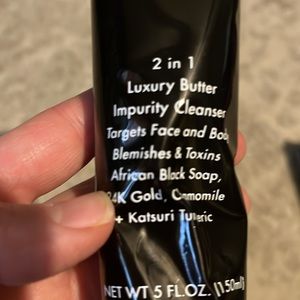 2 in 1
Luxury Butter
Impurity Cleanser
Targets Face and Body
Blemishes & Toxins
African Black Soap,
24K Gold, Camomile
+ Katsuri Tumeric
NET WT 5 FL.OZ. (150ml)